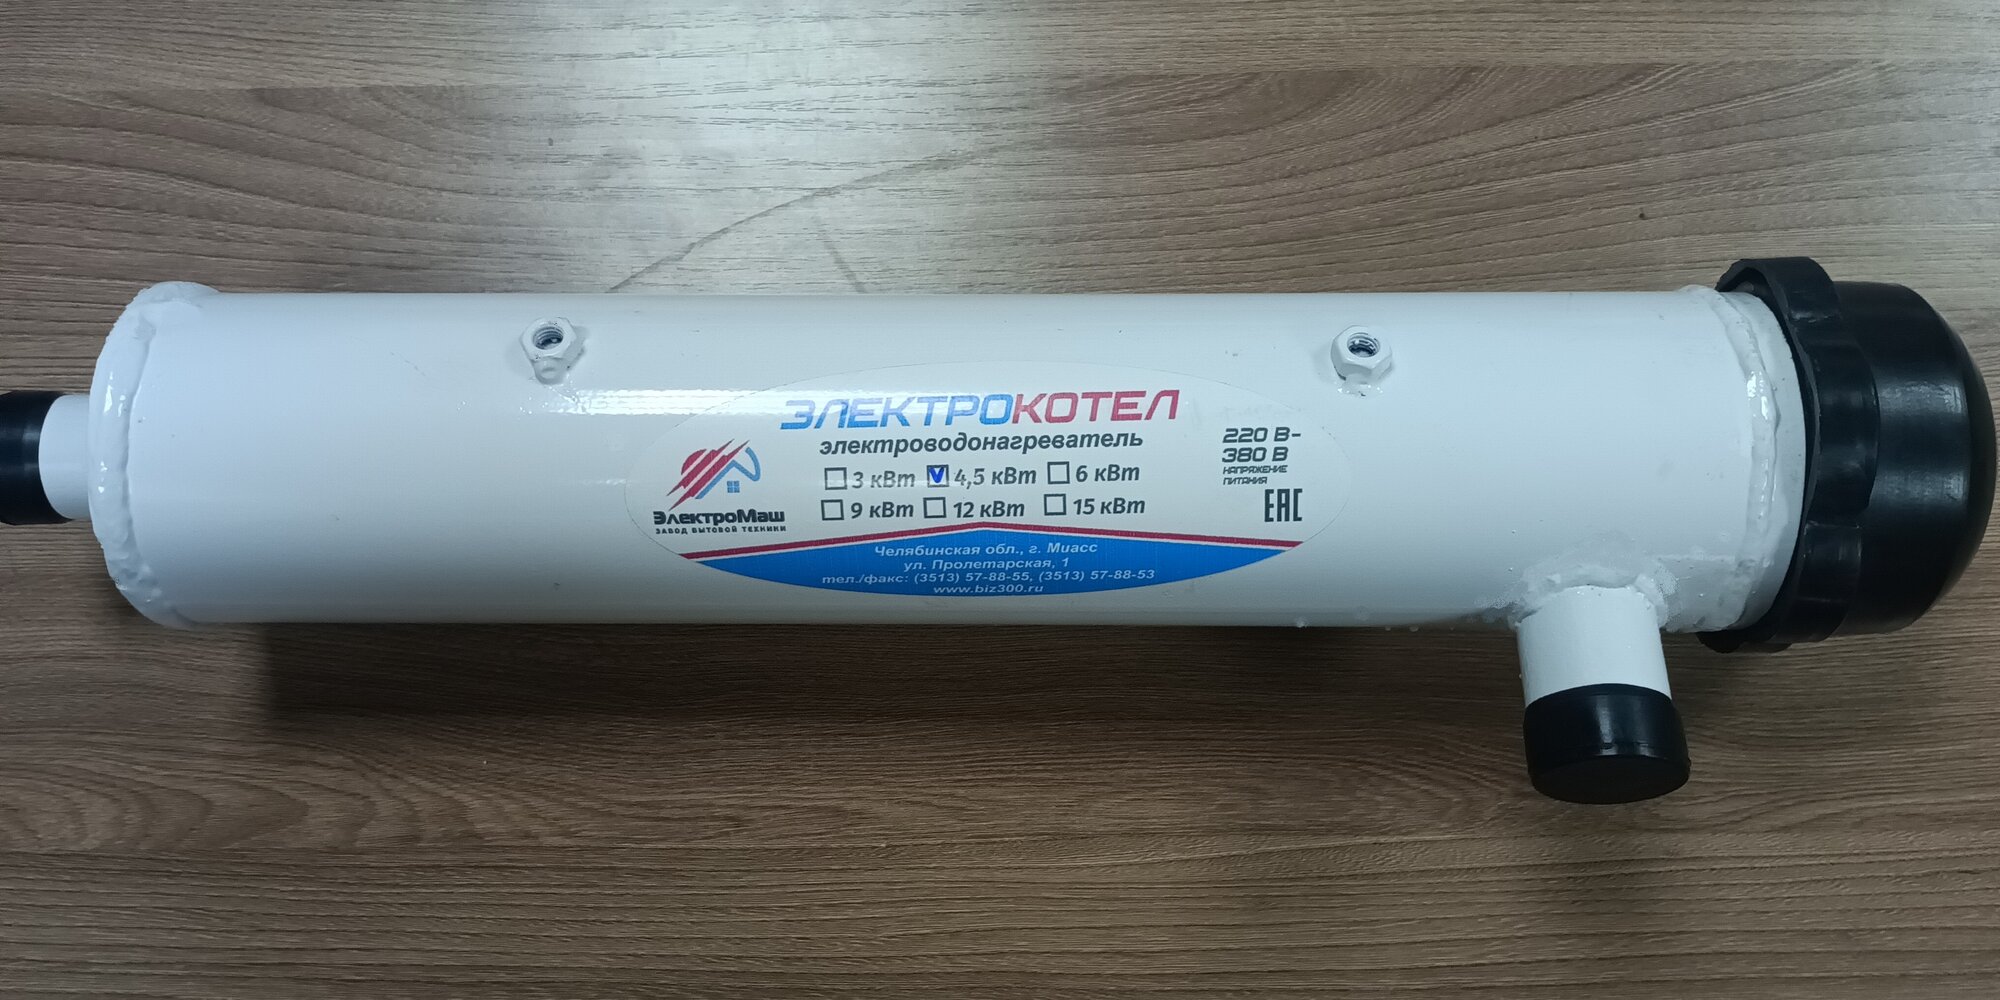 ЭЛЕКТРОКОТЕЛ
электроводонагреватель
3 кВт 4,5 кВт 6 кВт
9 кВт 12 кВт 15 кВт
ЭлектроМаш
ЗАВОД БЫТОВОЙ ТЕХНИКИ
220 В-
380 В
НАПРЯЖЕНИЕ
ПИТАНИЯ
ЕАС
Челябинская обл., г. Миасс
ул. Пролетарская, 1
тел./факс: (3513) 57-88-55, (3513) 57-88-53
www.biz300.ru